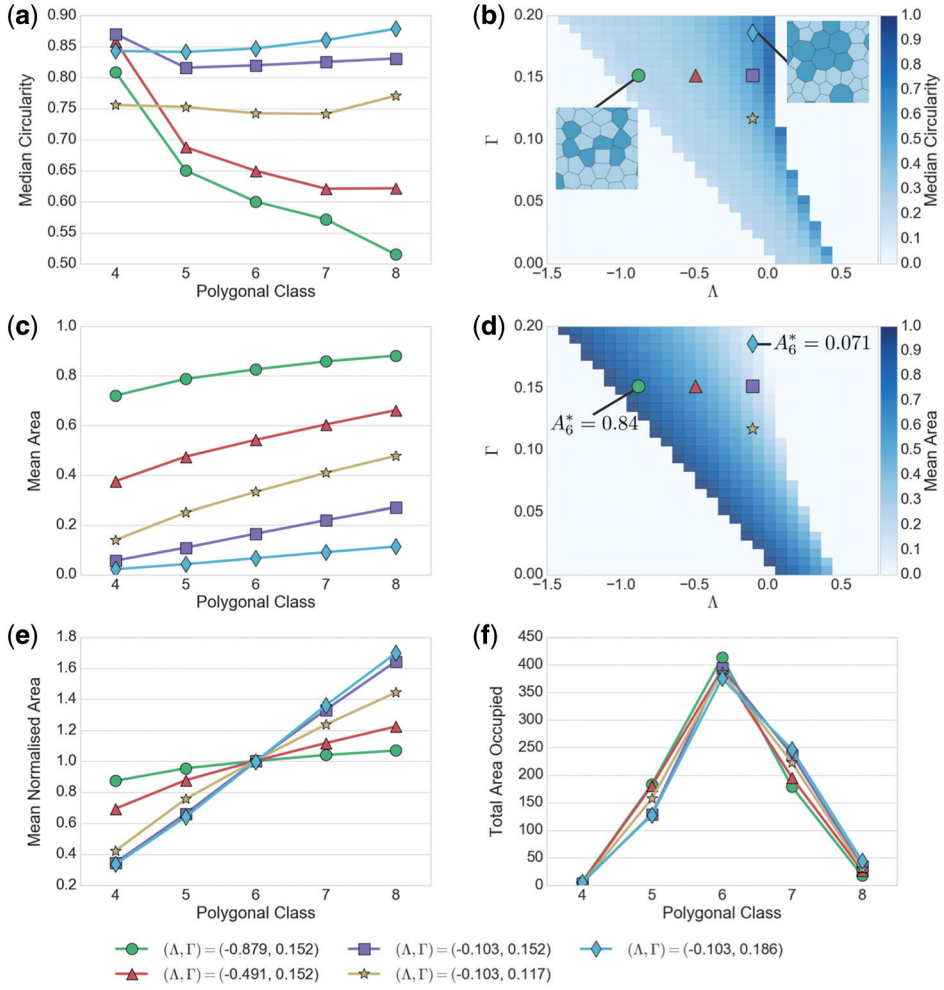 (a)
0.90
0.85
0.80
0.75
0.70
0.65
0.60
0.55
0.50
Median Circularity
4 5 6 7 8
Polygonal Class
(b)
0.20
0.15
0.10
0.05
0.00
Γ
−1.5 −1.0 −0.5 0.0 0.5
Λ
1.0
0.9
0.8
0.7
0.6
0.5
0.4
0.3
0.2
0.1
0.0
Median Circularity
(c)
1.0
0.8
0.6
0.4
0.2
0.0
Mean Area
4 5 6 7 8
Polygonal Class
(d)
0.20
0.15
0.10
0.05
0.00
Γ
A*6 = 0.071
A*6 = 0.84
−1.5 −1.0 −0.5 0.0 0.5
Λ
1.0
0.9
0.8
0.7
0.6
0.5
0.4
0.3
0.2
0.1
0.0
Mean Area
(e)
1.8
1.6
1.4
1.2
1.0
0.8
0.6
0.4
0.2
Mean Normalised Area
4 5 6 7 8
Polygonal Class
(f)
450
400
350
300
250
200
150
100
50
0
Total Area Occupied
4 5 6 7 8
Polygonal Class
(Λ, Γ) = (-0.879, 0.152) (Λ, Γ) = (-0.103, 0.152) (Λ, Γ) = (-0.103, 0.186)
(Λ, Γ) = (-0.491, 0.152) (Λ, Γ) = (-0.103, 0.117)